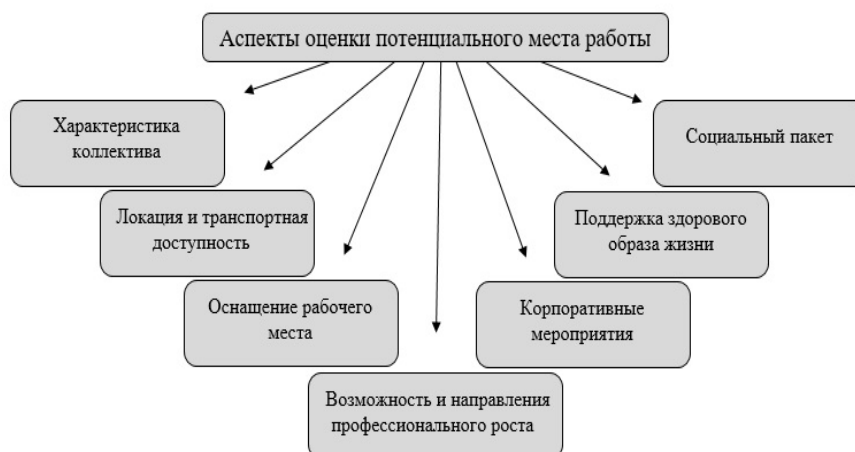 Аспекты оценки потенциального места работы
Характеристика
коллектива
Социальный пакет
Локация и транспортная
доступность
Поддержка здорового
образа жизни
Оснащение рабочего
места
Корпоративные
мероприятия
Возможность и направления
профессионального роста